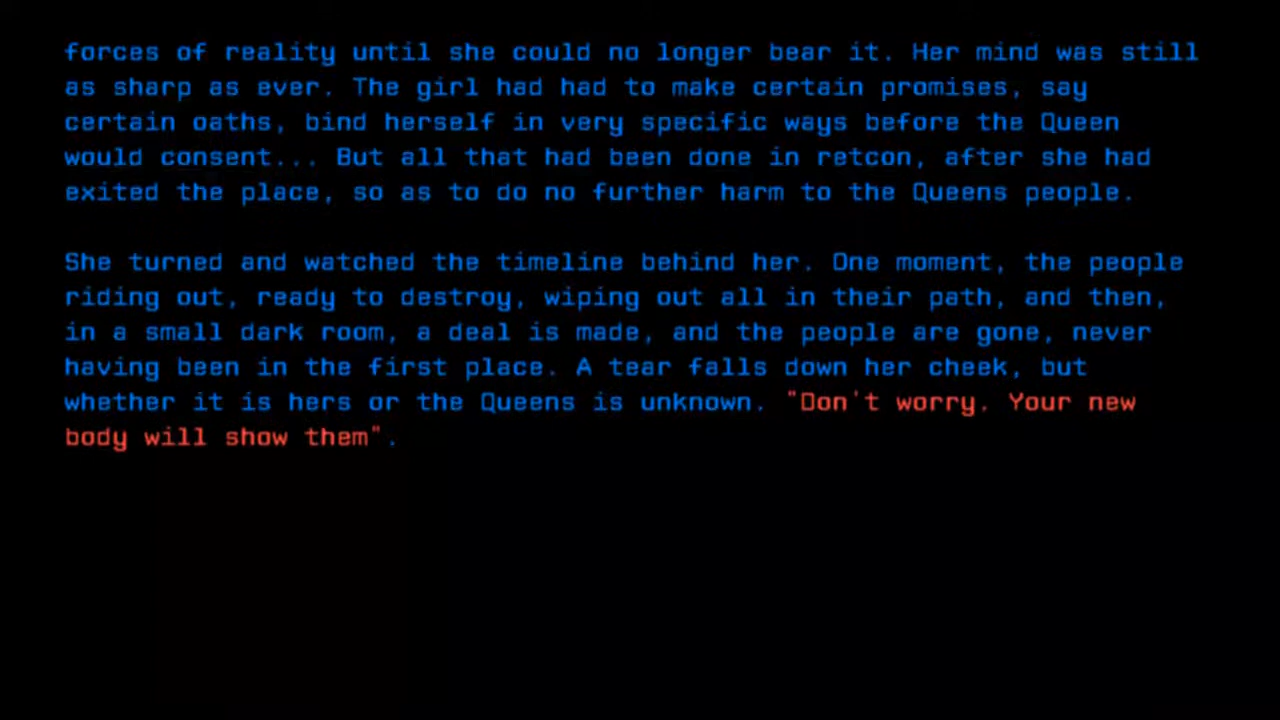 forces of reality until she could no longer bear it. Her mind was still
as sharp as ever. The girl had had to make certain promises, say
certain oaths, bind herself in very specific ways before the Queen
would consent... But all that had been done in retcon, after she had
exited the place, so as to do no further harm to the Queens people.
She turned and watched the timeline behind her. One moment, the people
riding out, ready to destroy, wiping out all in their path, and then,
in a small dark room, a deal is made, and the people are gone, never
having been in the first place. A tear falls down her cheek, but
whether it is hers or the Queens is unknown. "Don't worry. Your new
body will show them".